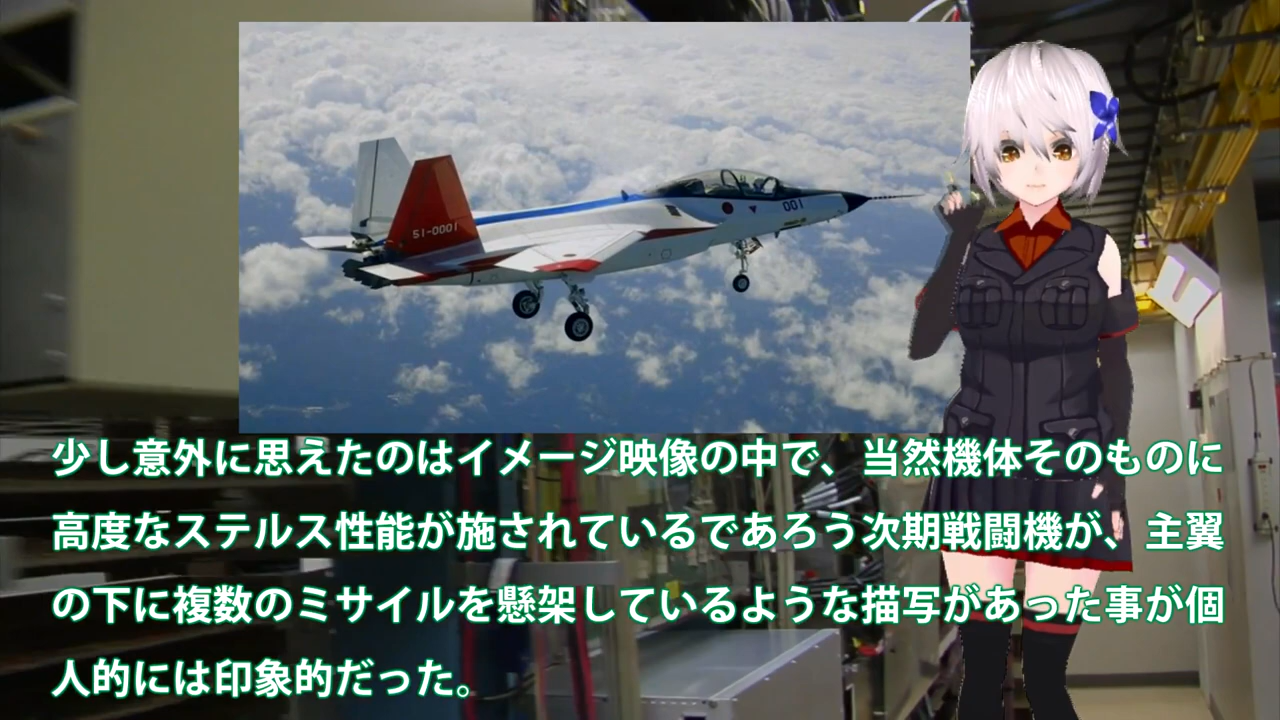 001
51-0001
少し意外に思えたのはイメージ映像の中で、当然機体そのものに
高度なステルス性能が施されているであろう次期戦闘機が、主翼
の下に複数のミサイルを懸架しているような描写があった事が個
人的には印象的だった。